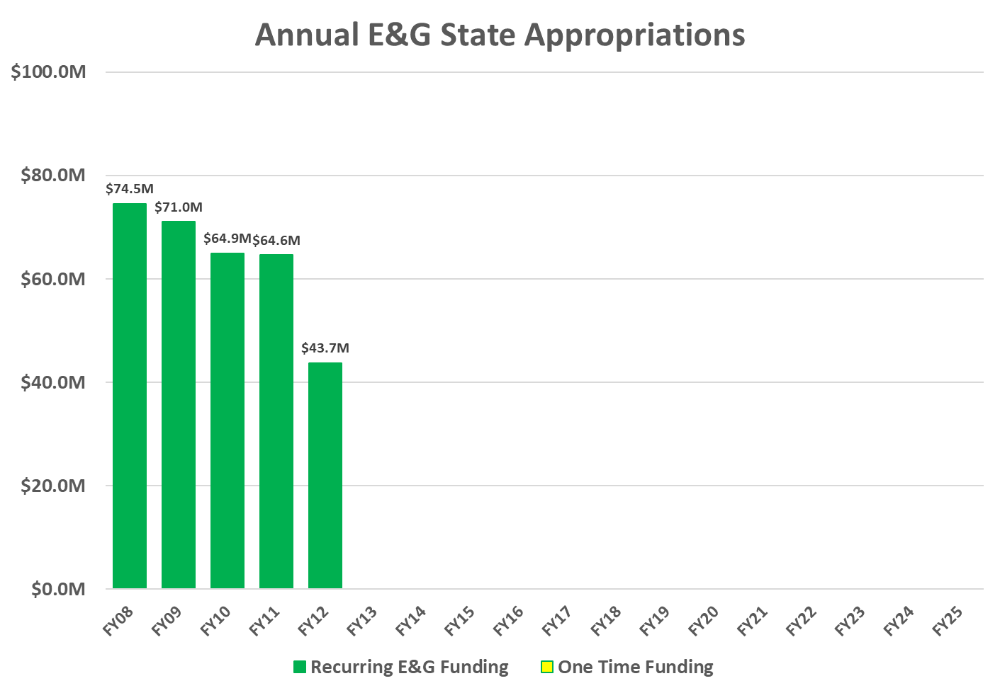 Annual E&G State Appropriations
$100.0M
$80.0M
$60.0M
$40.0M
$20.0M
$0.0M
$74.5M
$71.0M
$64.9M
$64.6M
$43.7M
FY08 FY09 FY10 FY11 FY12 FY13 FY14 FY15 FY16 FY17 FY18 FY19 FY20 FY21 FY22 FY23 FY24 FY25
Recurring E&G Funding One Time Funding